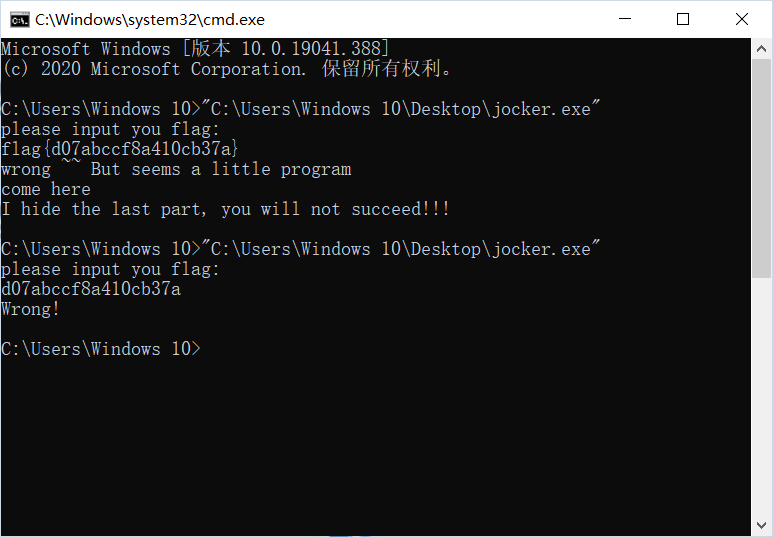 C:\Windows\system32\cmd.exe
Microsoft Windows [版本 10.0.19041.388]
(c) 2020 Microsoft Corporation. 保留所有权利。
C:\Users\Windows 10>"C:\Users\Windows 10\Desktop\jocker.exe"
please input you flag:
flag{d07abccf8a410cb37a}
wrong ~~ But seems a little program
come here
I hide the last part, you will not succeed!!!
C:\Users\Windows 10>"C:\Users\Windows 10\Desktop\jocker.exe"
please input you flag:
d07abccf8a410cb37a
Wrong!
C:\Users\Windows 10>